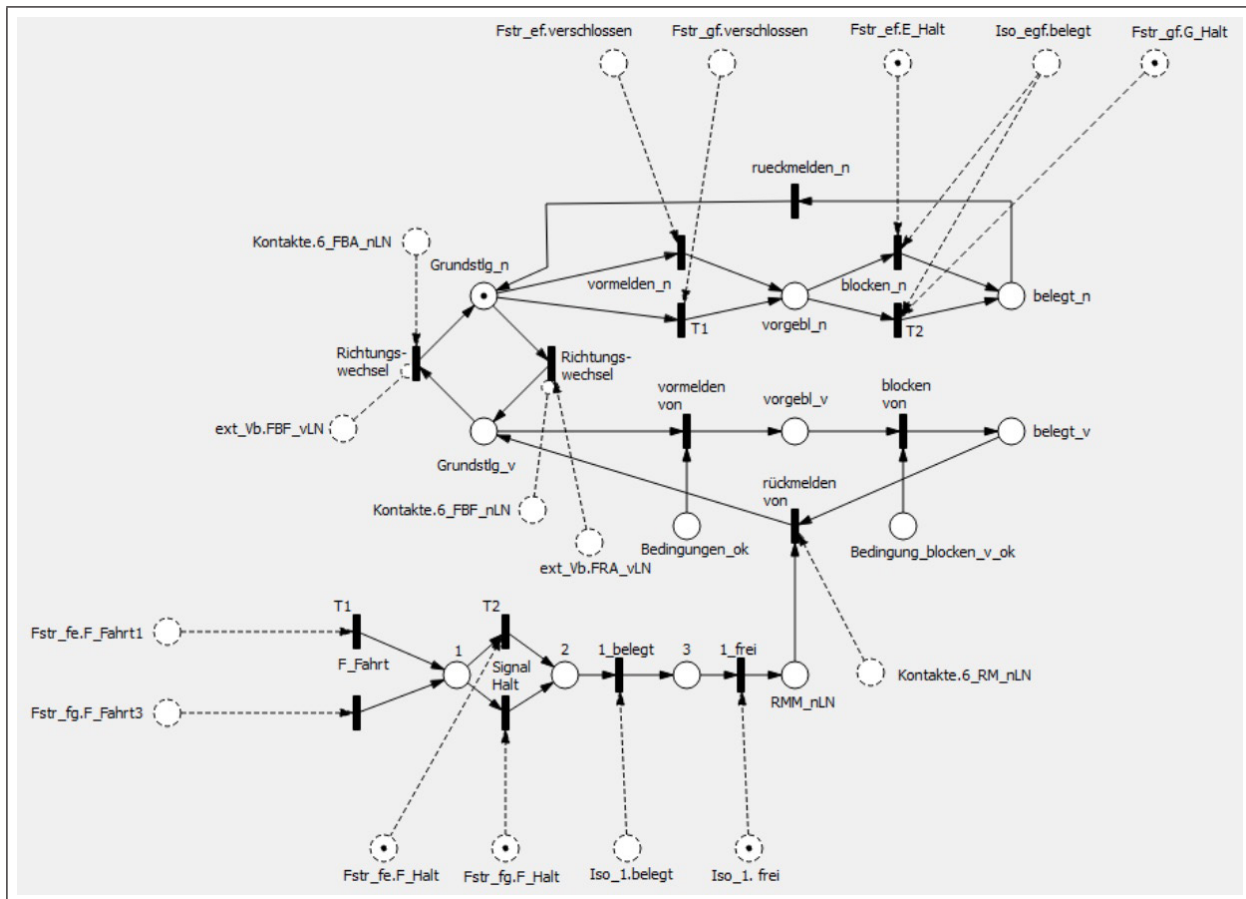 Fstr_ef.verschlossen
Fstr_gf.verschlossen
Fstr_ef.E_Halt
Iso_egf.belegt
Fstr_gf.G_Halt
rueckmelden_n
Kontakte.6_FBA_nLN
Grundstlg_n
vormelden_n
blocken_n
T1
vorgebl_n
T2
belegt_n
Richtungs-
wechsel
Richtungs-
wechsel
vormelden
von
vorgebl_v
blocken
von
ext_Vb.FBF_vLN
belegt_v
Grundstlg_v
rückmelden
von
Kontakte.6_FBF_nLN
Bedingungen_ok
Bedingung_blocken_v_ok
ext_Vb.FRA_vLN
T1
T2
Fstr_fe.F_Fahrt1
F_Fahrt
1
Signal
Halt
2
1_belegt
3
1_frei
Kontakte.6_RM_nLN
RMM_nLN
Fstr_fg.F_Fahrt3
Fstr_fe.F_Halt
Fstr_fg.F_Halt
Iso_1.belegt
Iso_1. frei